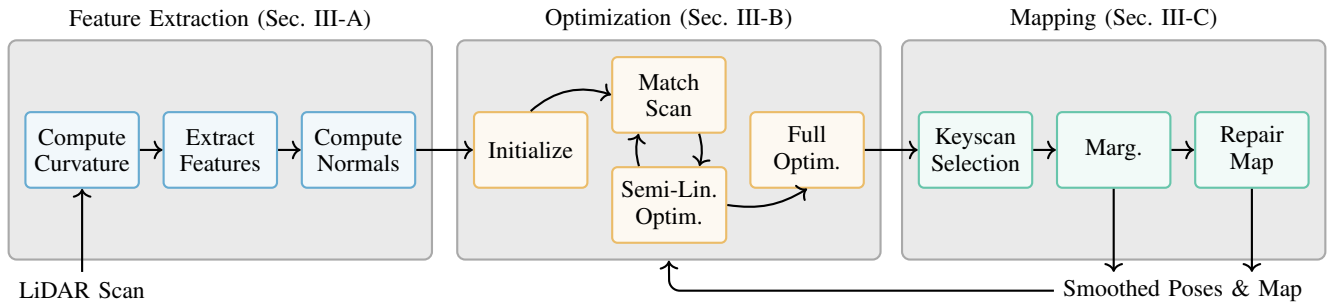 Feature Extraction (Sec. III-A)
Optimization (Sec. III-B)
Mapping (Sec. III-C)
Compute
Curvature
Extract
Features
Compute
Normals
Initialize
Match
Scan
Semi-Lin.
Optim.
Full
Optim.
Keyscan
Selection
Marg.
Repair
Map
LiDAR Scan
Smoothed Poses & Map